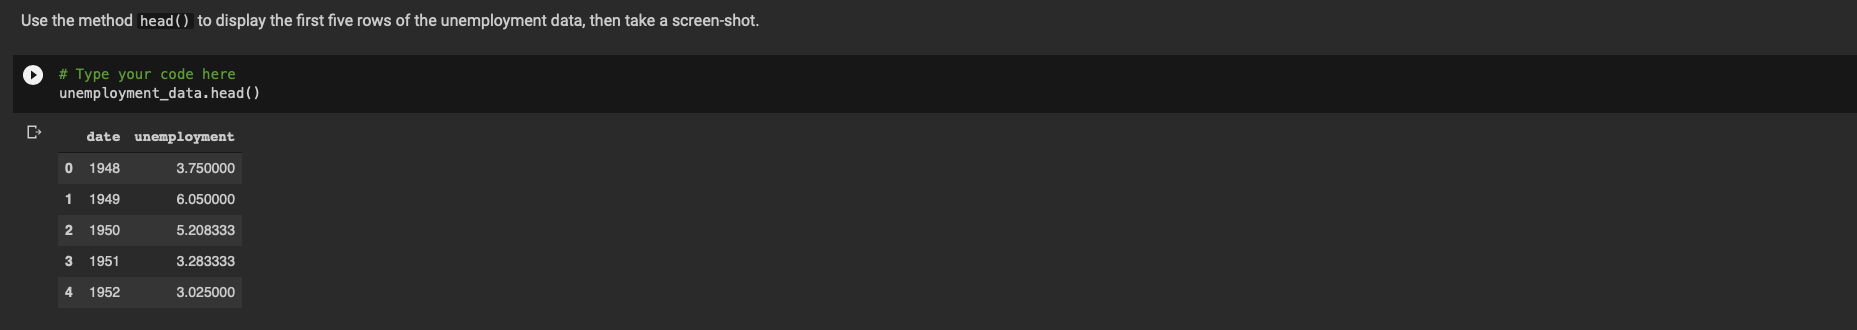 Use the method head() to display the first five rows of the unemployment data, then take a screen-shot.
# Type your code here
unemployment_data.head()
date unemployment
0 1948 3.750000
1 1949 6.050000
2 1950 5.208333
3 1951 3.283333
4 1952 3.025000